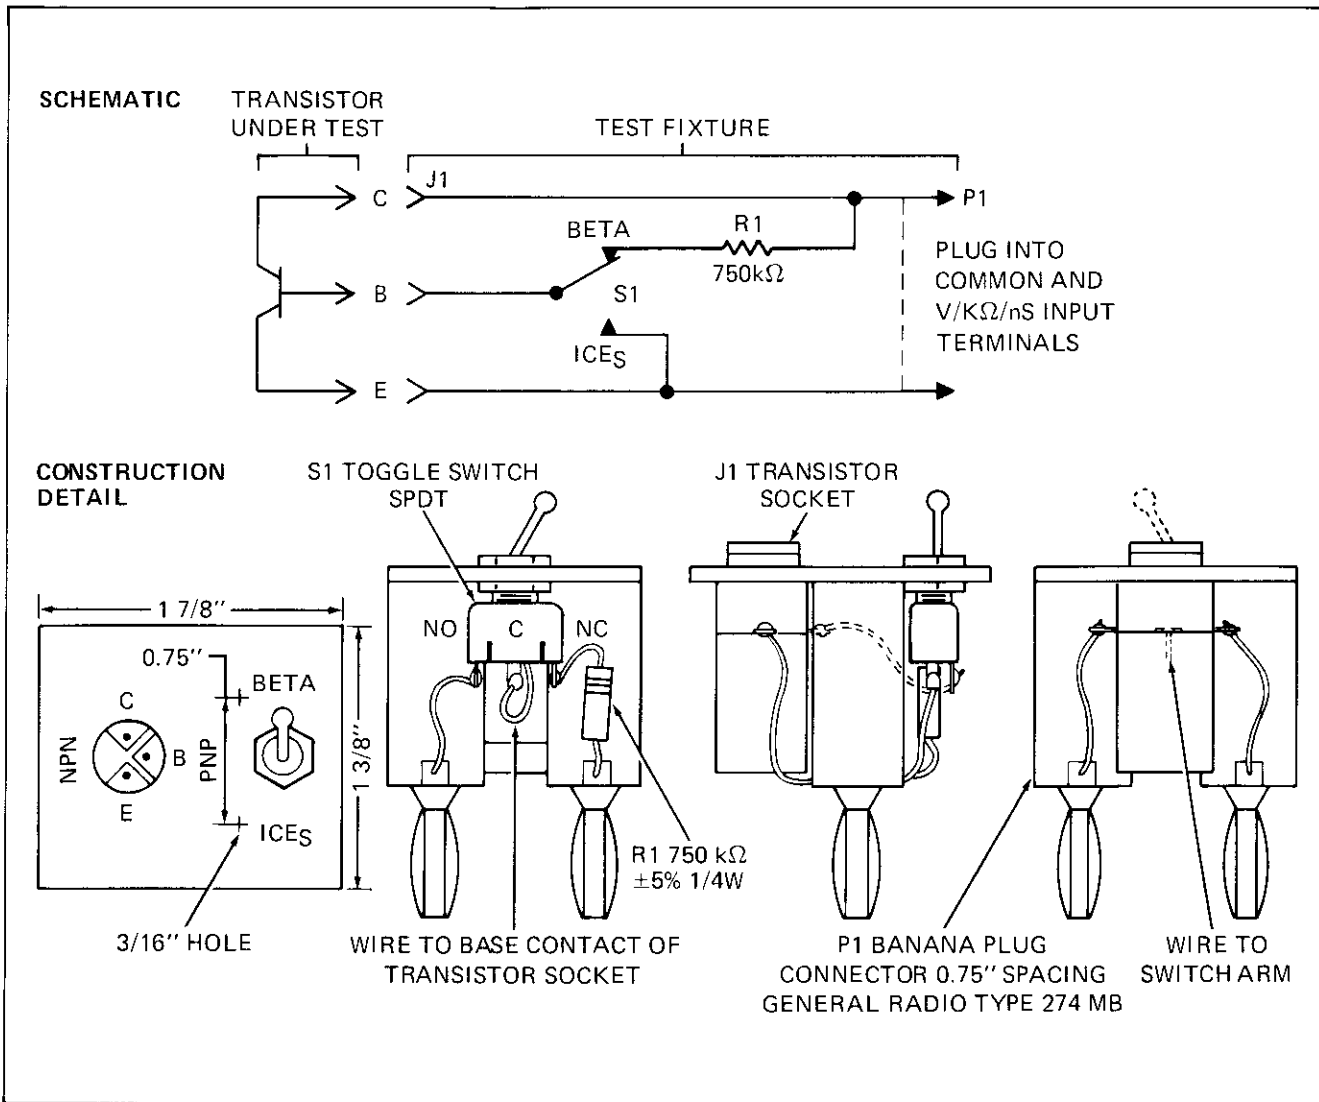 SCHEMATIC
TRANSISTOR
UNDER TEST
TEST FIXTURE
C
J1
P1
BETA
R1
750kΩ
B
S1
ICES
E
PLUG INTO
COMMON AND
V/KΩ/nS INPUT
TERMINALS
CONSTRUCTION
DETAIL
S1 TOGGLE SWITCH
SPDT
J1 TRANSISTOR
SOCKET
1 7/8"
0.75"
BETA
C
NPN
B
PNP
E
ICES
1 3/8"
3/16" HOLE
NO
C
NC
R1 750 kΩ
±5% 1/4W
WIRE TO BASE CONTACT OF
TRANSISTOR SOCKET
P1 BANANA PLUG
CONNECTOR 0.75" SPACING
GENERAL RADIO TYPE 274 MB
WIRE TO
SWITCH ARM